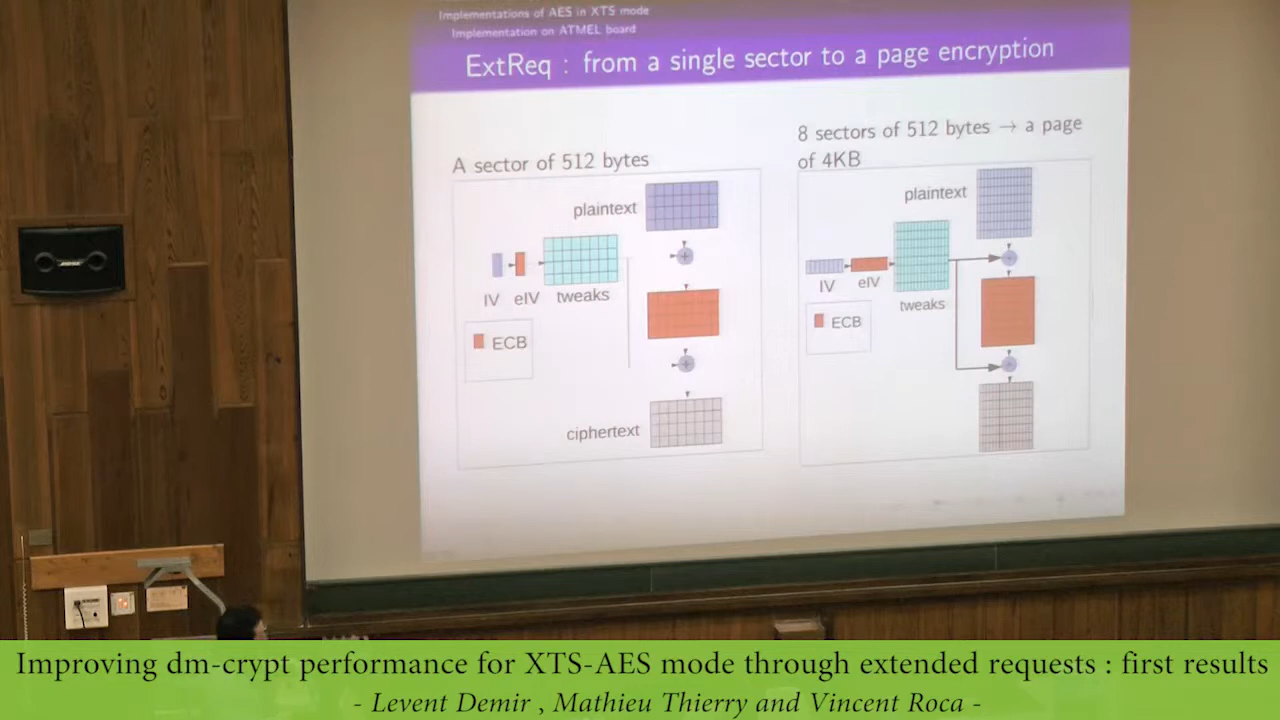 Implementations of AES in XTS mode
Implementation on ATMEL board
ExtReq : from a single sector to a page encryption
A sector of 512 bytes
plaintext
IV
eIV
tweaks
ECB
ciphertext
8 sectors of 512 bytes → a page
of 4KB
plaintext
IV
eIV
tweaks
ECB
Improving dm-crypt performance for XTS-AES mode through extended requests : first results
- Levent Demir , Mathieu Thierry and Vincent Roca -